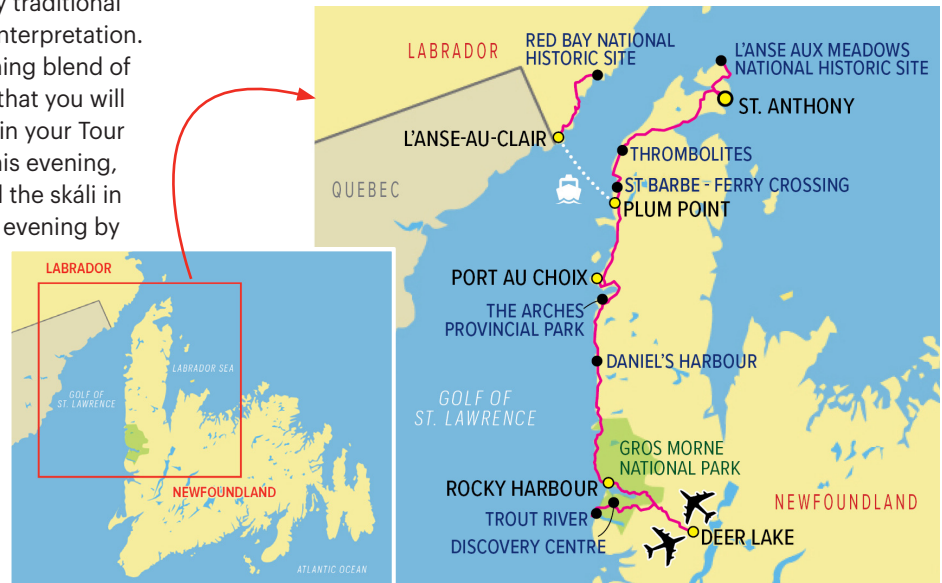 y traditional
nterpretation.
ing blend of
that you will
in your Tour
his evening,
d the skáli in
evening by
LABRADOR
GOLF OF
ST. LAWRENCE
LABRADOR SEA
NEWFOUNDLAND
ATLANTIC OCEAN
LABRADOR
RED BAY NATIONAL
HISTORIC SITE
L'ANSE AUX MEADOWS
NATIONAL HISTORIC SITE
ST. ANTHONY
L'ANSE-AU-CLAIR
THROMBOLITES
QUEBEC
ST BARBE - FERRY CROSSING
PLUM POINT
PORT AU CHOIX
THE ARCHES
PROVINCIAL PARK
DANIEL'S HARBOUR
GOLF OF
ST. LAWRENCE
GROS MORNE
NATIONAL PARK
ROCKY HARBOUR
NEWFOUNDLAND
TROUT RIVER
DISCOVERY CENTRE
DEER LAKE